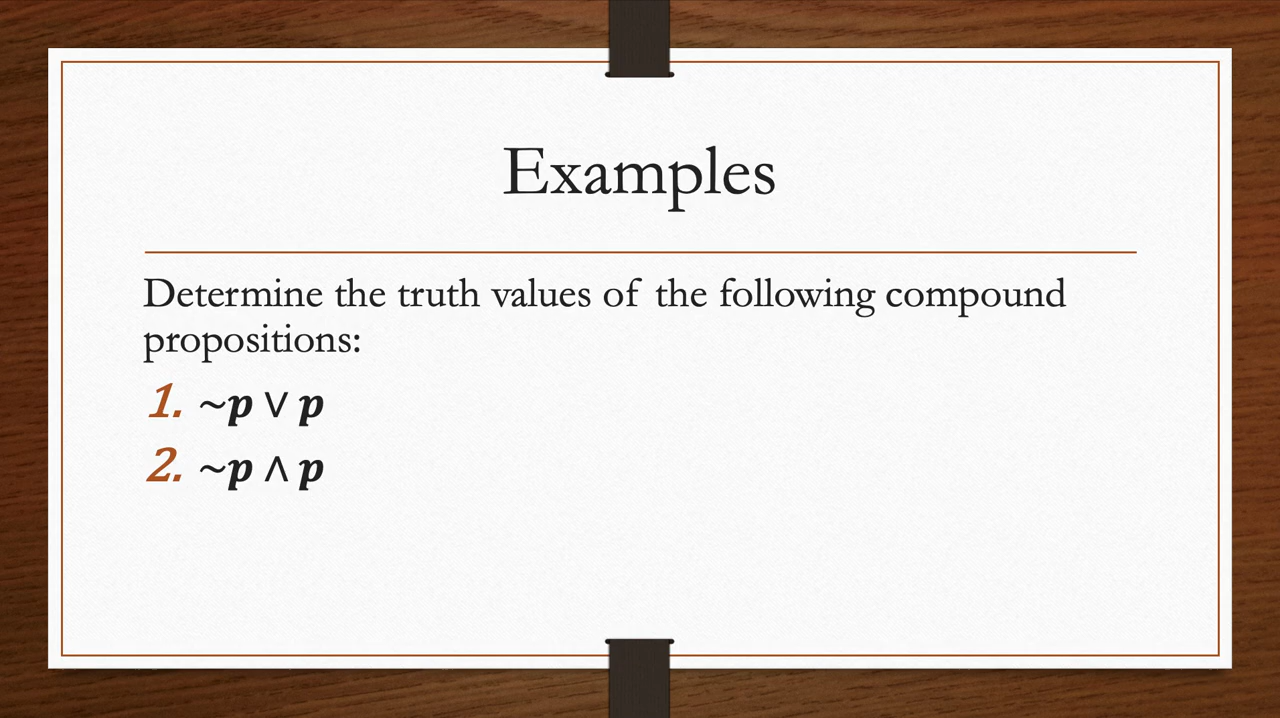 Examples
Determine the truth values of the following compound
propositions:
1. ~p ∨ p
2. ~p ∧ p